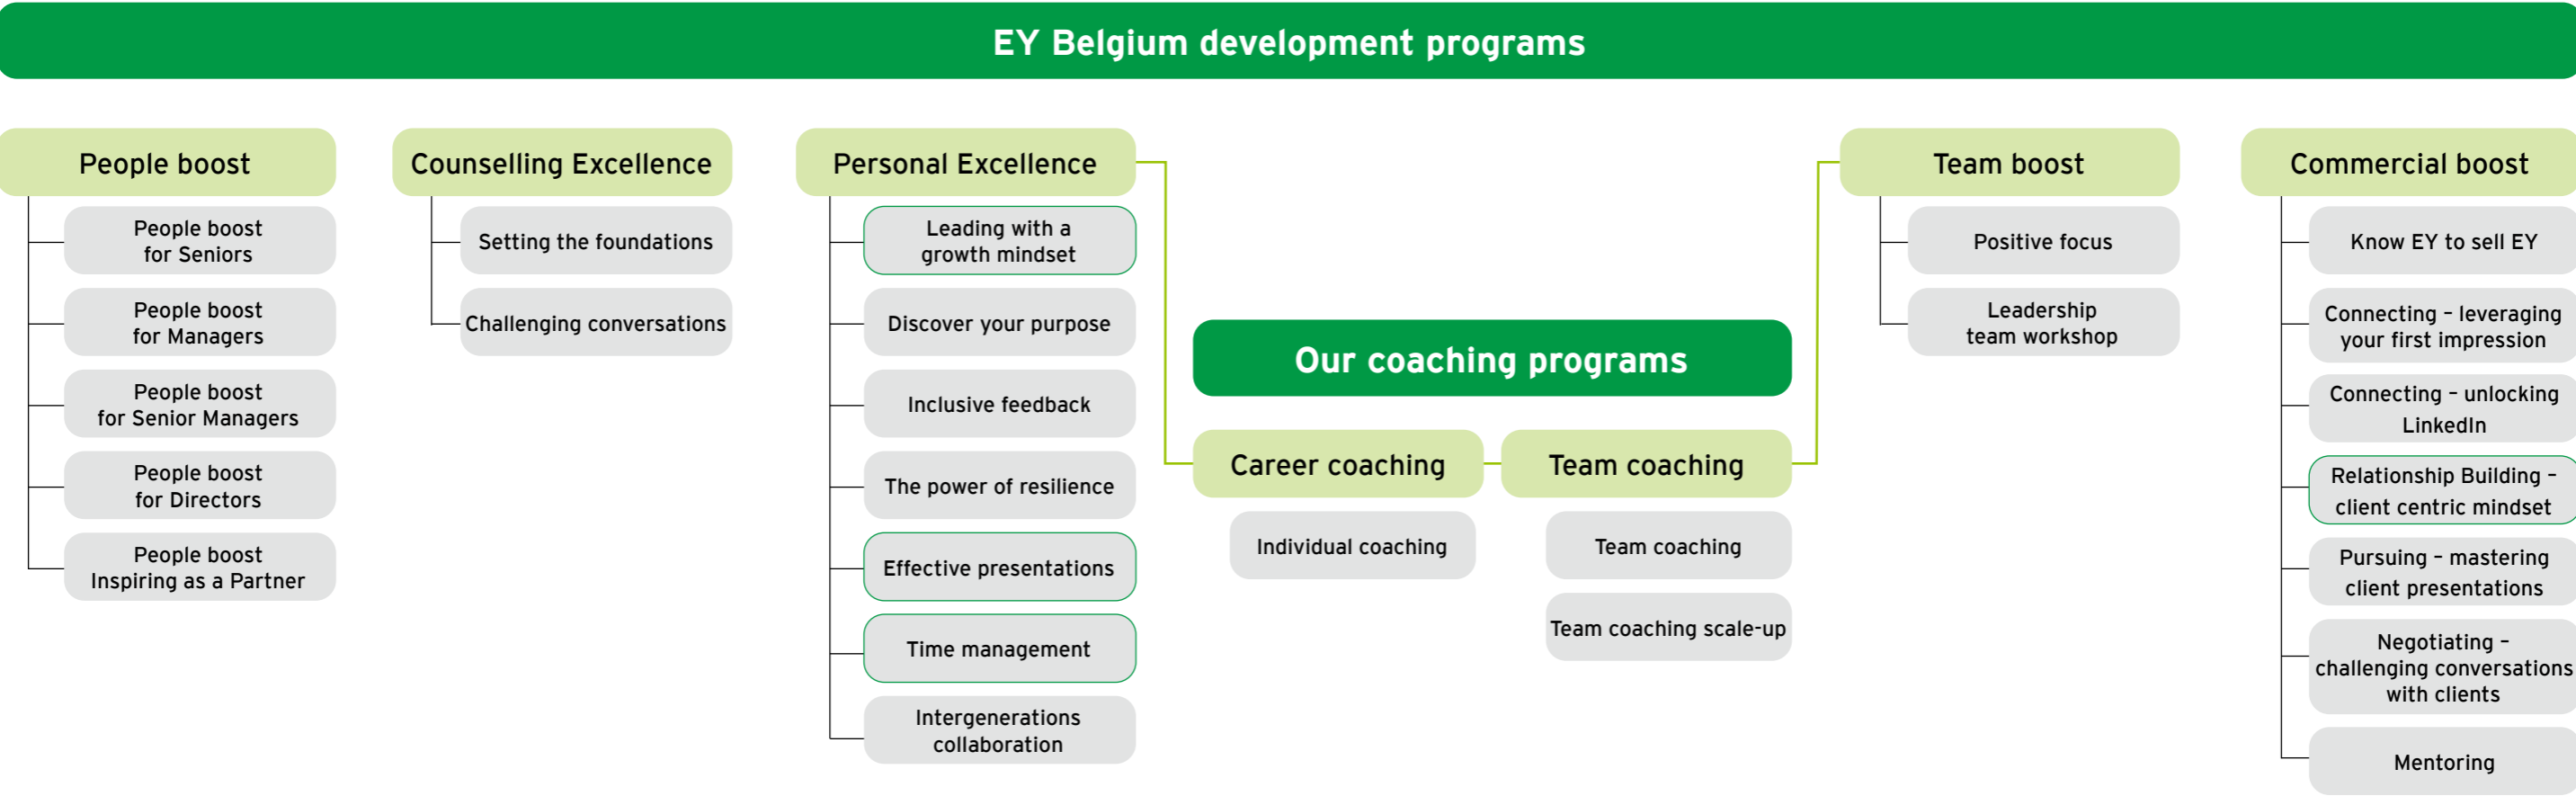 EY Belgium development programs
People boost
People boost
for Seniors
People boost
for Managers
People boost
for Senior Managers
People boost
for Directors
People boost
Inspiring as a Partner
Counselling Excellence
Setting the foundations
Challenging conversations
Personal Excellence
Leading with a
growth mindset
Discover your purpose
Inclusive feedback
The power of resilience
Effective presentations
Time management
Intergenerations
collaboration
Our coaching programs
Career coaching
Individual coaching
Team coaching
Team coaching
Team coaching scale-up
Team boost
Positive focus
Leadership
team workshop
Commercial boost
Know EY to sell EY
Connecting – leveraging
your first impression
Connecting – unlocking
LinkedIn
Relationship Building –
client centric mindset
Pursuing – mastering
client presentations
Negotiating –
challenging conversations
with clients
Mentoring